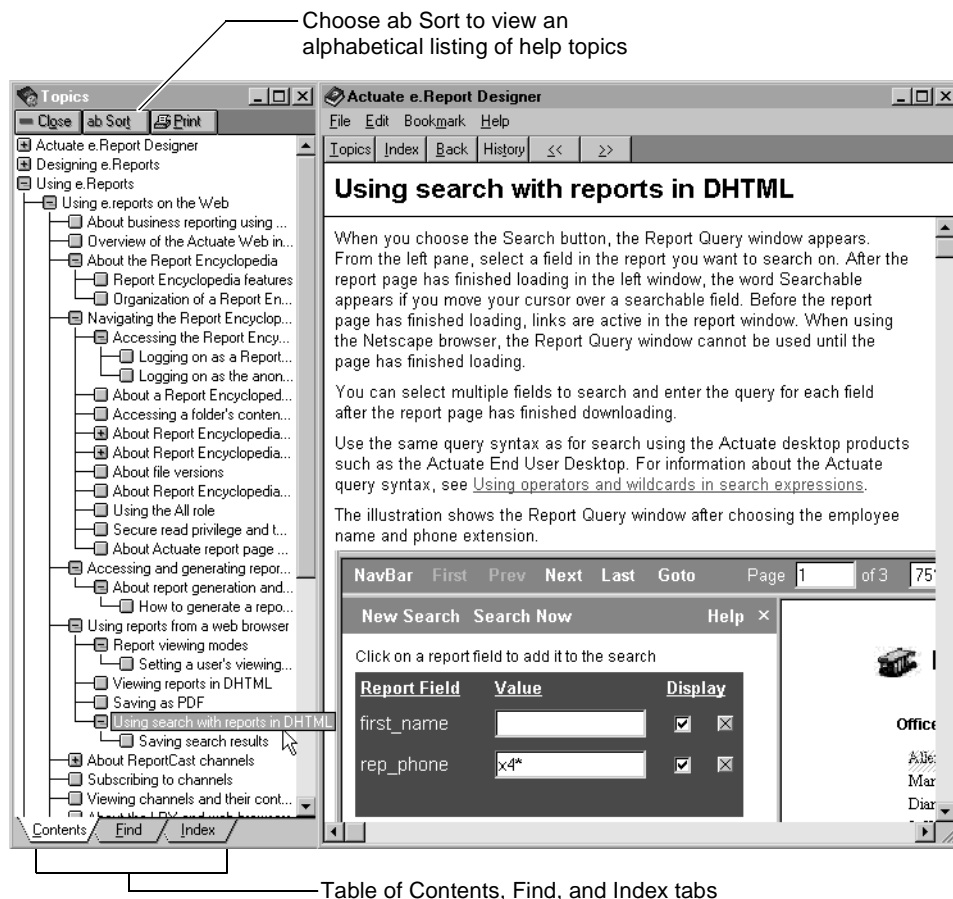 Choose ab Sort to view an
alphabetical listing of help topics
Topics
Close ab Sort Print
Actuate e.Report Designer
Designing e.Reports
Using e.Reports
Using e.reports on the Web
About business reporting using ...
Overview of the Actuate Web in...
About the Report Encyclopedia
Report Encyclopedia features
Organization of a Report En...
Navigating the Report Encyclop...
Accessing the Report Ency...
Logging on as a Report...
Logging on as the anon...
About a Report Encycloped...
Accessing a folder's conten...
About Report Encyclopedia...
About Report Encyclopedia...
About file versions
About Report Encyclopedia...
Using the All role
Secure read privilege and t...
About Actuate report page ...
Accessing and generating repor...
About report generation and...
How to generate a repo...
Using reports from a web browser
Report viewing modes
Setting a user's viewing...
Viewing reports in DHTML
Saving as PDF
Using search with reports in DHTML
Saving search results
About ReportCast channels
Subscribing to channels
Viewing channels and their cont...
Contents Find Index
Actuate e.Report Designer
File Edit Bookmark Help
Topics Index Back History << >>
Using search with reports in DHTML
When you choose the Search button, the Report Query window appears.
From the left pane, select a field in the report you want to search on. After the
report page has finished loading in the left window, the word Searchable
appears if you move your cursor over a searchable field. Before the report
page has finished loading, links are active in the report window. When using
the Netscape browser, the Report Query window cannot be used until the
page has finished loading.
You can select multiple fields to search and enter the query for each field
after the report page has finished downloading.
Use the same query syntax as for search using the Actuate desktop products
such as the Actuate End User Desktop. For information about the Actuate
query syntax, see Using operators and wildcards in search expressions.
The illustration shows the Report Query window after choosing the employee
name and phone extension.
NavBar First Prev Next Last Goto Page 1 of 3 75
New Search Search Now Help ×
Click on a report field to add it to the search
Report Field Value Display
first_name
rep_phone x4*
Office
Mar
Dian
Table of Contents, Find, and Index tabs